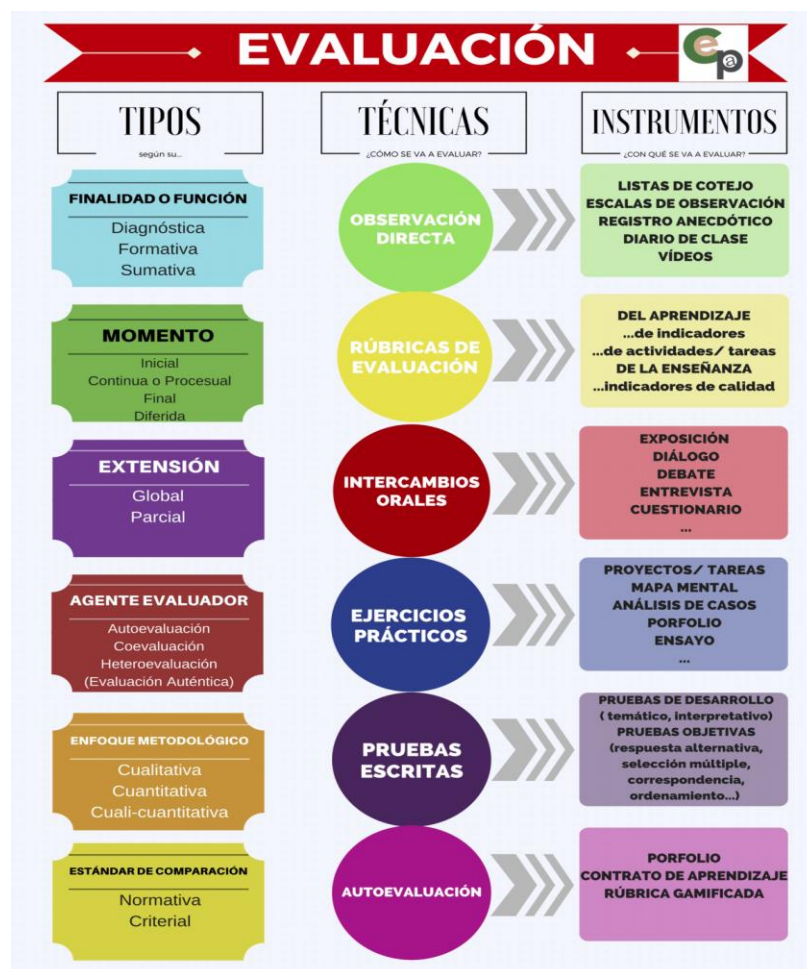 EVALUACIÓN
Cepa
TIPOS
según su...
FINALIDAD O FUNCIÓN
Diagnóstica
Formativa
Sumativa
MOMENTO
Inicial
Continua o Procesual
Final
Diferida
EXTENSIÓN
Global
Parcial
AGENTE EVALUADOR
Autoevaluación
Coevaluación
Heteroevaluación
(Evaluación Auténtica)
ENFOQUE METODOLÓGICO
Cualitativa
Cuantitativa
Cuali-cuantitativa
ESTÁNDAR DE COMPARACIÓN
Normativa
Criterial
TÉCNICAS
¿CÓMO SE VA A EVALUAR?
OBSERVACIÓN
DIRECTA
RÚBRICAS DE
EVALUACIÓN
INTERCAMBIOS
ORALES
EJERCICIOS
PRÁCTICOS
PRUEBAS
ESCRITAS
AUTOEVALUACIÓN
INSTRUMENTOS
¿CON QUÉ SE VA A EVALUAR?
LISTAS DE COTEJO
ESCALAS DE OBSERVACIÓN
REGISTRO ANECDÓTICO
DIARIO DE CLASE
VÍDEOS
DEL APRENDIZAJE
...de indicadores
...de actividades/ tareas
DE LA ENSEÑANZA
...indicadores de calidad
EXPOSICIÓN
DIÁLOGO
DEBATE
ENTREVISTA
CUESTIONARIO
...
PROYECTOS/ TAREAS
MAPA MENTAL
ANÁLISIS DE CASOS
PORFOLIO
ENSAYO
...
PRUEBAS DE DESARROLLO
( temático, interpretativo)
PRUEBAS OBJETIVAS
(respuesta alternativa,
selección múltiple,
correspondencia,
ordenamiento...)
PORFOLIO
CONTRATO DE APRENDIZAJE
RÚBRICA GAMIFICADA